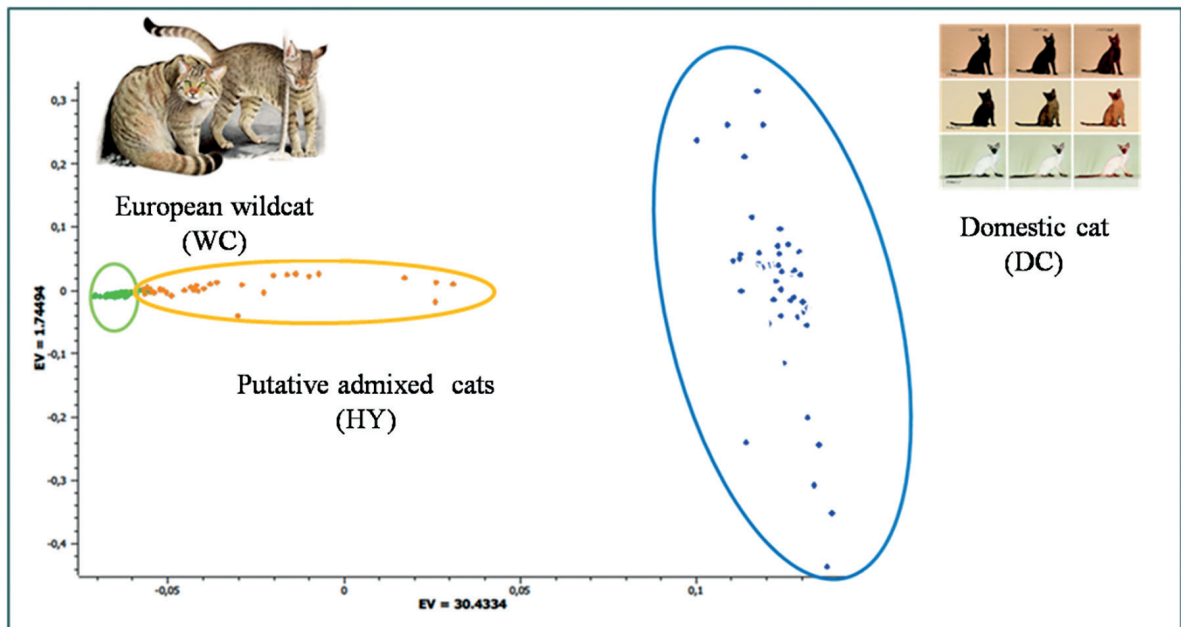 European wildcat
(WC)
Domestic cat
(DC)
Putative admixed cats
(HY)
0,3
0,2
0,1
0
-0,1
-0,2
-0,3
-0,4
EV = 1.74494
-0,05
0
0,05
0,1
EV = 30.4334